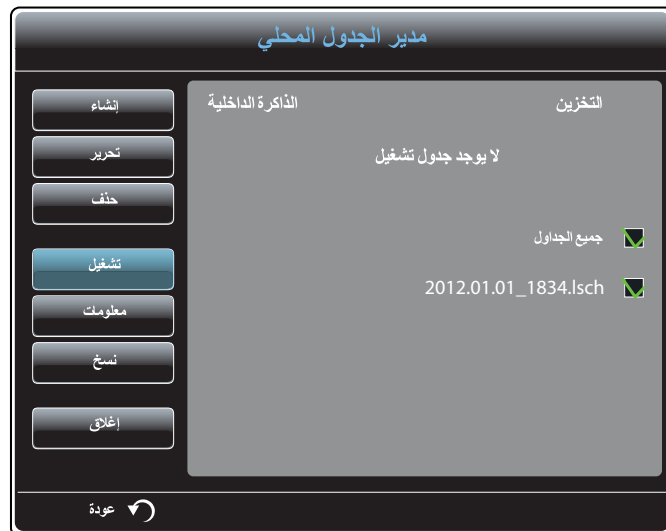 مدير الجدول المحلي
التخزين
الذاكرة الداخلية
لا يوجد جدول تشغيل
جميع الجداول
2012.01.01_1834.lsch
إنشاء
تحرير
حذف
تشغيل
معلومات
نسخ
إغلاق
عودة